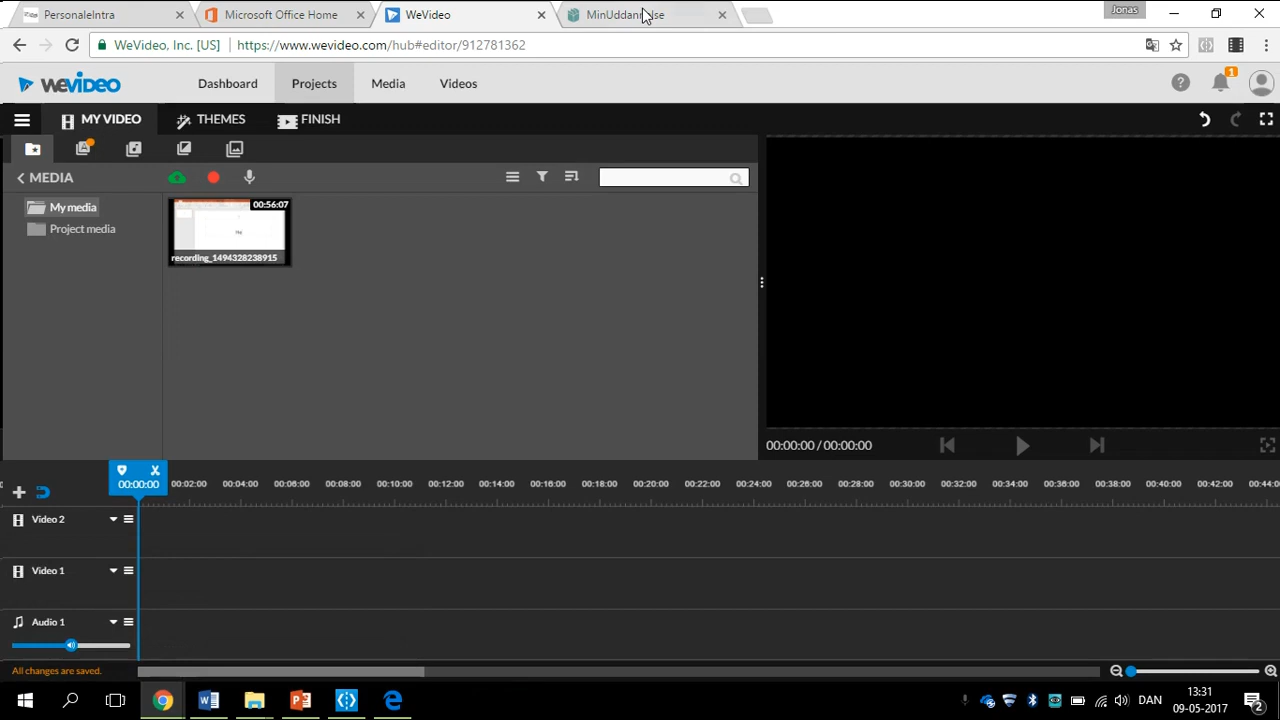 PersonaleIntra
Microsoft Office Home
WeVideo
MinUddannelse
Jonas
WeVideo, Inc. [US]
https://www.wevideo.com/hub#editor/912781362
wevideo
Dashboard
Projects
Media
Videos
1
MY VIDEO
THEMES
FINISH
MEDIA
My media
Project media
00:56:07
recording_1494328238915
00:00:00 / 00:00:00
00:00:00
00:02:00
00:04:00
00:06:00
00:08:00
00:10:00
00:12:00
00:14:00
00:16:00
00:18:00
00:20:00
00:22:00
00:24:00
00:26:00
00:28:00
00:30:00
00:32:00
00:34:00
00:36:00
00:38:00
00:40:00
00:42:00
00:44:0
Video 2
Video 1
Audio 1
All changes are saved.
DAN
13:31
09-05-2017
2